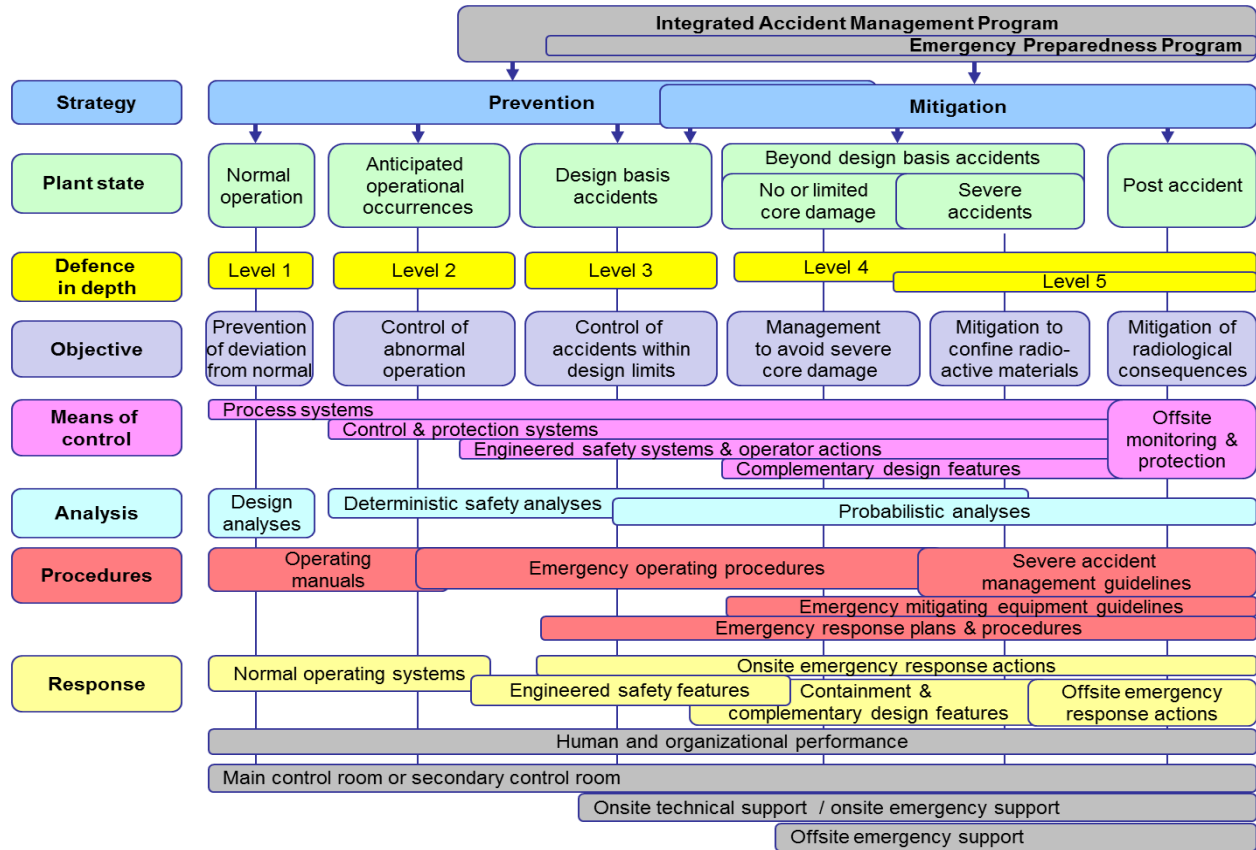 Integrated Accident Management Program
Emergency Preparedness Program
Strategy
Prevention
Mitigation
Plant state
Normal
operation
Anticipated
operational
occurrences
Design basis
accidents
Beyond design basis accidents
No or limited
core damage
Severe
accidents
Post accident
Defence
in depth
Level 1
Level 2
Level 3
Level 4
Level 5
Objective
Prevention
of deviation
from normal
Control of
abnormal
operation
Control of
accidents within
design limits
Management
to avoid severe
core damage
Mitigation to
confine radio-
active materials
Mitigation of
radiological
consequences
Means of
control
Process systems
Control & protection systems
Engineered safety systems & operator actions
Complementary design features
Offsite
monitoring &
protection
Analysis
Design
analyses
Deterministic safety analyses
Probabilistic analyses
Procedures
Operating
manuals
Emergency operating procedures
Severe accident
management guidelines
Emergency mitigating equipment guidelines
Emergency response plans & procedures
Response
Normal operating systems
Onsite emergency response actions
Engineered safety features
Containment &
complementary design features
Offsite emergency
response actions
Human and organizational performance
Main control room or secondary control room
Onsite technical support / onsite emergency support
Offsite emergency support